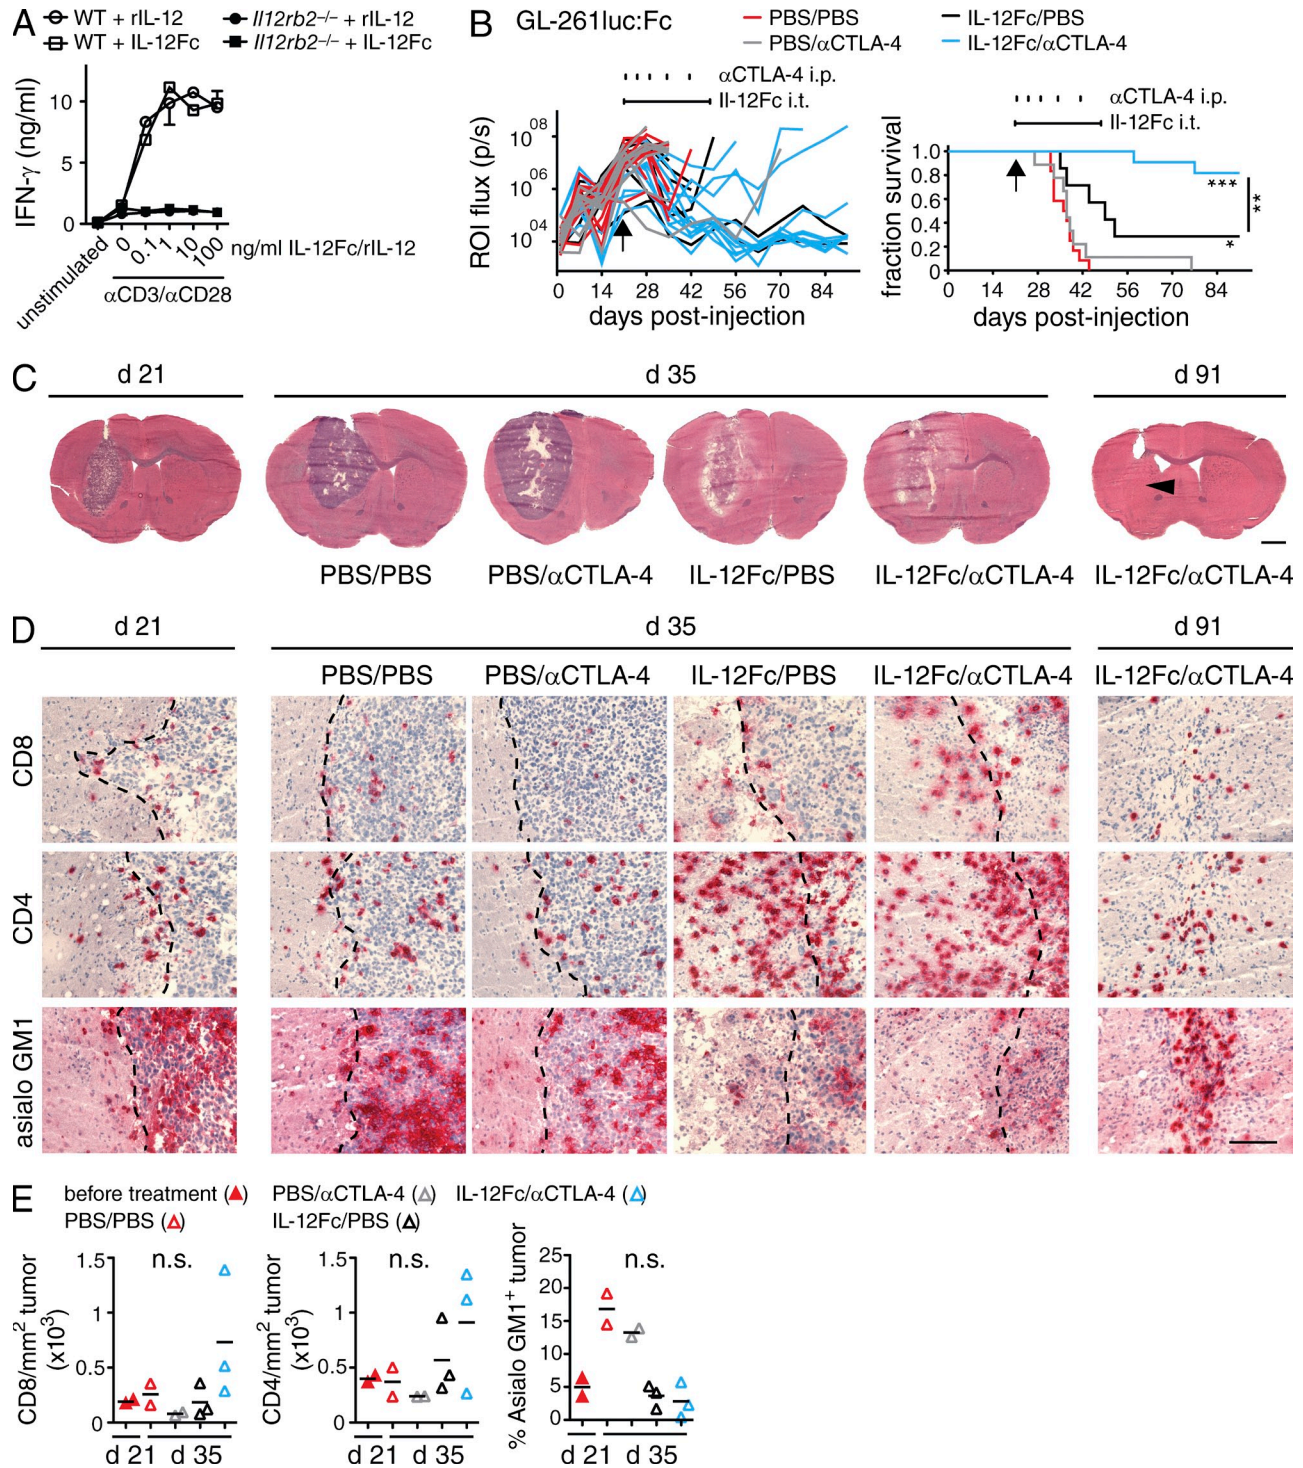 A
WT + rIL-12
Il12rb2–/– + rIL-12
WT + IL-12Fc
Il12rb2–/– + IL-12Fc
IFN-γ (ng/ml)
10
5
0
unstimulated
0
0.1
1
10
100
ng/ml IL-12Fc/rIL-12
αCD3/αCD28
B
GL-261luc:Fc
PBS/PBS
IL-12Fc/PBS
PBS/αCTLA-4
IL-12Fc/αCTLA-4
αCTLA-4 i.p.
Il-12Fc i.t.
ROI flux (p/s)
10^08
10^06
10^04
0 14 28 42 56 70 84
days post-injection
αCTLA-4 i.p.
Il-12Fc i.t.
fraction survival
1.0
0.8
0.6
0.4
0.2
0
***
**
*
0 14 28 42 56 70 84
days post-injection
C
d 21
d 35
d 91
PBS/PBS
PBS/αCTLA-4
IL-12Fc/PBS
IL-12Fc/αCTLA-4
IL-12Fc/αCTLA-4
D
d 21
d 35
d 91
PBS/PBS
PBS/αCTLA-4
IL-12Fc/PBS
IL-12Fc/αCTLA-4
IL-12Fc/αCTLA-4
CD8
CD4
asialo GM1
E
before treatment (▲)
PBS/αCTLA-4 (△)
IL-12Fc/αCTLA-4 (△)
PBS/PBS (△)
IL-12Fc/PBS (△)
CD8/mm² tumor
(x10³)
1.5
1
0.5
0
n.s.
d 21
d 35
CD4/mm² tumor
(x10³)
1.5
1
0.5
0
n.s.
d 21
d 35
% Asialo GM1⁺ tumor
25
20
15
10
5
0
n.s.
d 21
d 35